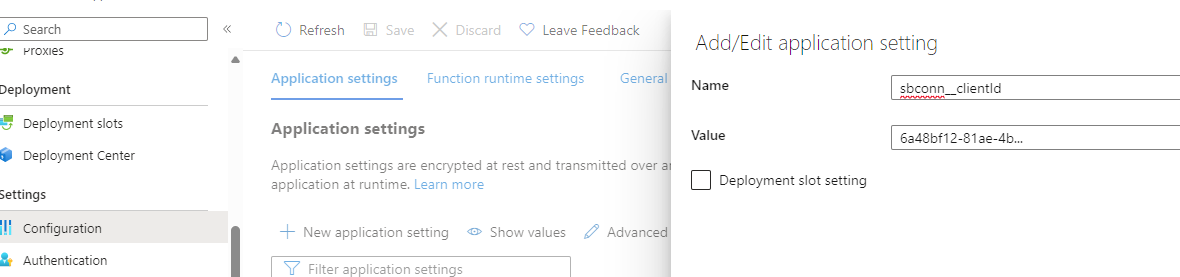 Search
«
Proxies
Deployment
Deployment slots
Deployment Center
Settings
Configuration
Authentication
Refresh Save Discard Leave Feedback
Application settings Function runtime settings General
Application settings
Application settings are encrypted at rest and transmitted over
application at runtime. Learn more
New application setting Show values Advanced
Filter application settings
Add/Edit application setting
Name
sbconn__clientId
Value
6a48bf12-81ae-4b...
Deployment slot setting